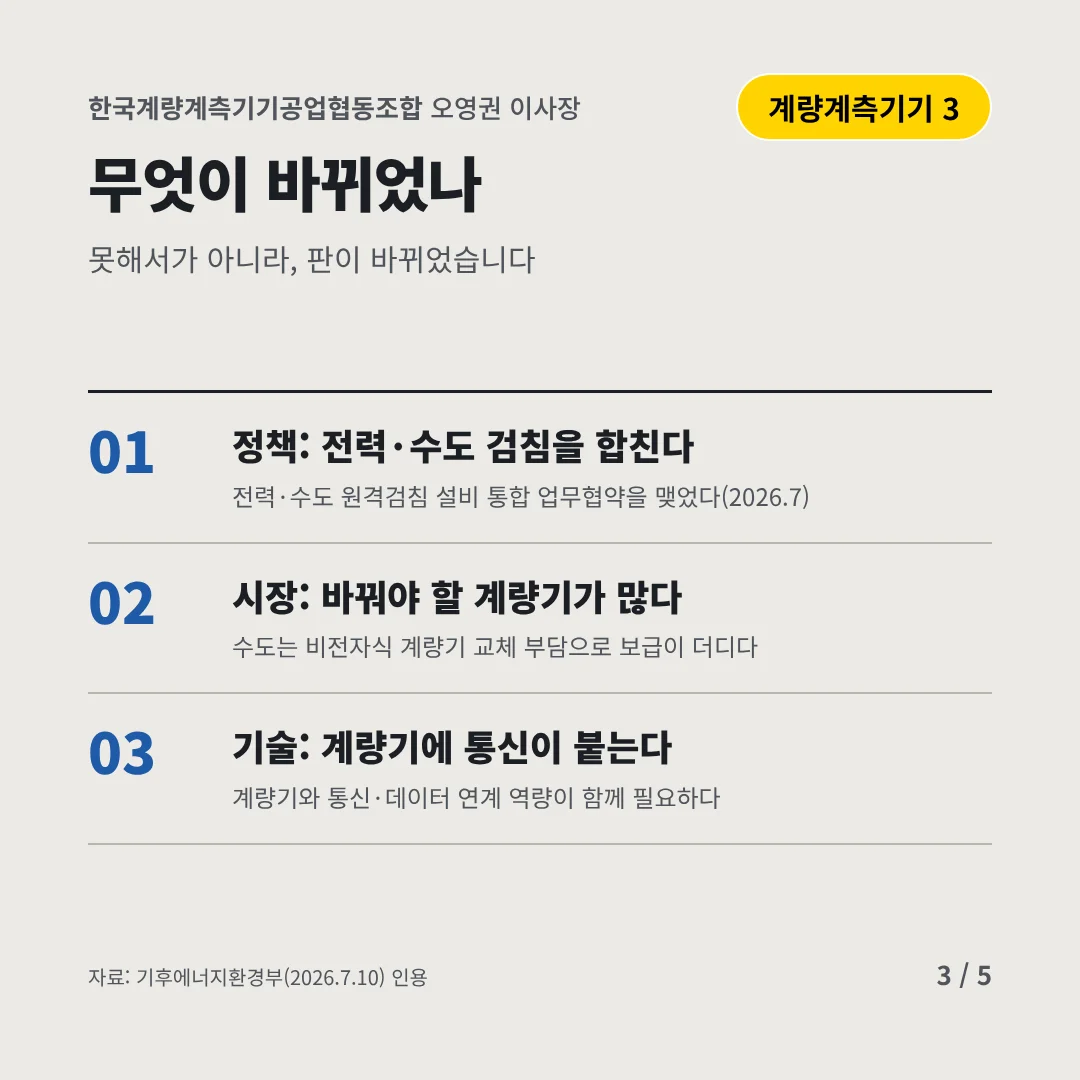 한국계량계측기기공업협동조합 오영권 이사장
계량계측기기 3
무엇이 바뀌었나
못해서가 아니라, 판이 바뀌었습니다
01
정책: 전력·수도 검침을 합친다
전력·수도 원격검침 설비 통합 업무협약을 맺었다(2026.7)
02
시장: 바꿔야 할 계량기가 많다
수도는 비전자식 계량기 교체 부담으로 보급이 더디다
03
기술: 계량기에 통신이 붙는다
계량기와 통신·데이터 연계 역량이 함께 필요하다
자료: 기후에너지환경부(2026.7.10) 인용
3 / 5